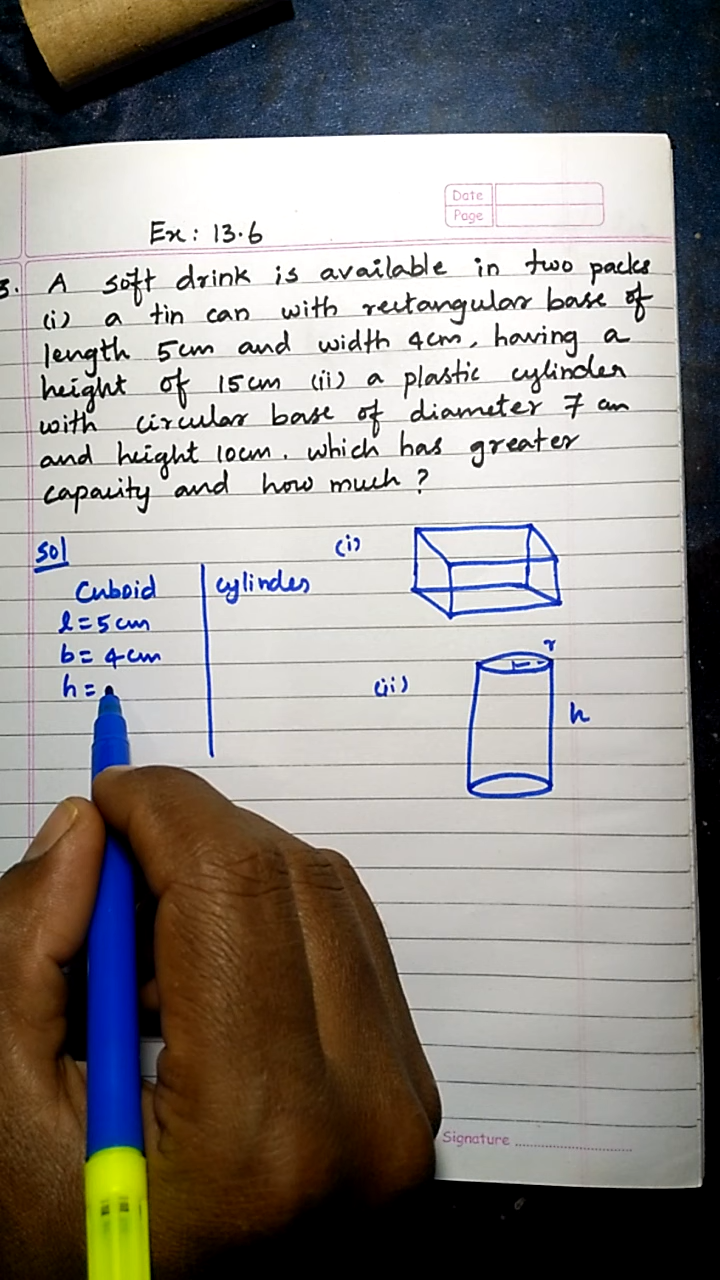 Date
Page
Ex: 13.6
3. A soft drink is available in two packs
(i) a tin can with rectangular base of
length 5cm and width 4cm, having a
height of 15cm (ii) a plastic cylinder
with circular base of diameter 7 cm
and height 10cm. which has greater
capacity and how much?
Sol
(i)
Cuboid
cylinder
l=5cm
b= 4cm
r
h=
(ii)
h
Signature